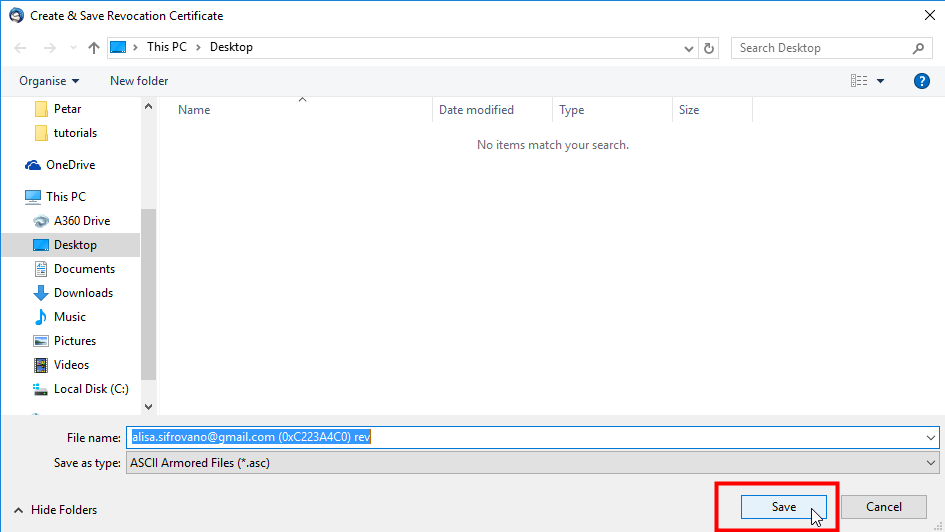 Create & Save Revocation Certificate
This PC > Desktop
Search Desktop
Organise
New folder
Name
Date modified
Type
Size
No items match your search.
Petar
tutorials
OneDrive
This PC
A360 Drive
Desktop
Documents
Downloads
Music
Pictures
Videos
Local Disk (C:)
File name: alisa.sifrovano@gmail.com (0xC223A4C0) rev
Save as type: ASCII Armored Files (*.asc)
Hide Folders
Save
Cancel